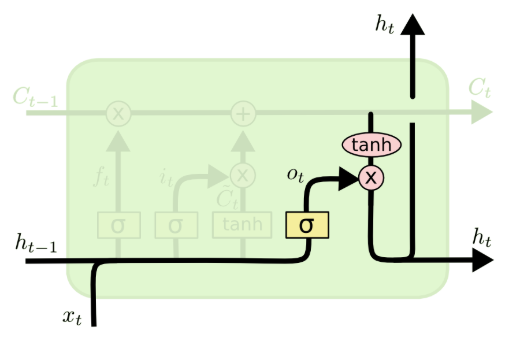 h_t
C_{t-1} x + C_t
tanh
f_t i_t x o_t x
C̃_t
σ σ tanh σ
h_{t-1} h_t
x_t